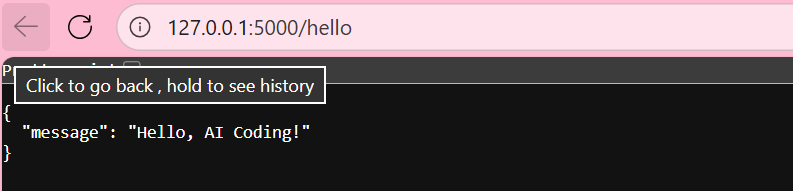 127.0.0.1:5000/hello
Click to go back , hold to see history
{
"message": "Hello, AI Coding!"
}